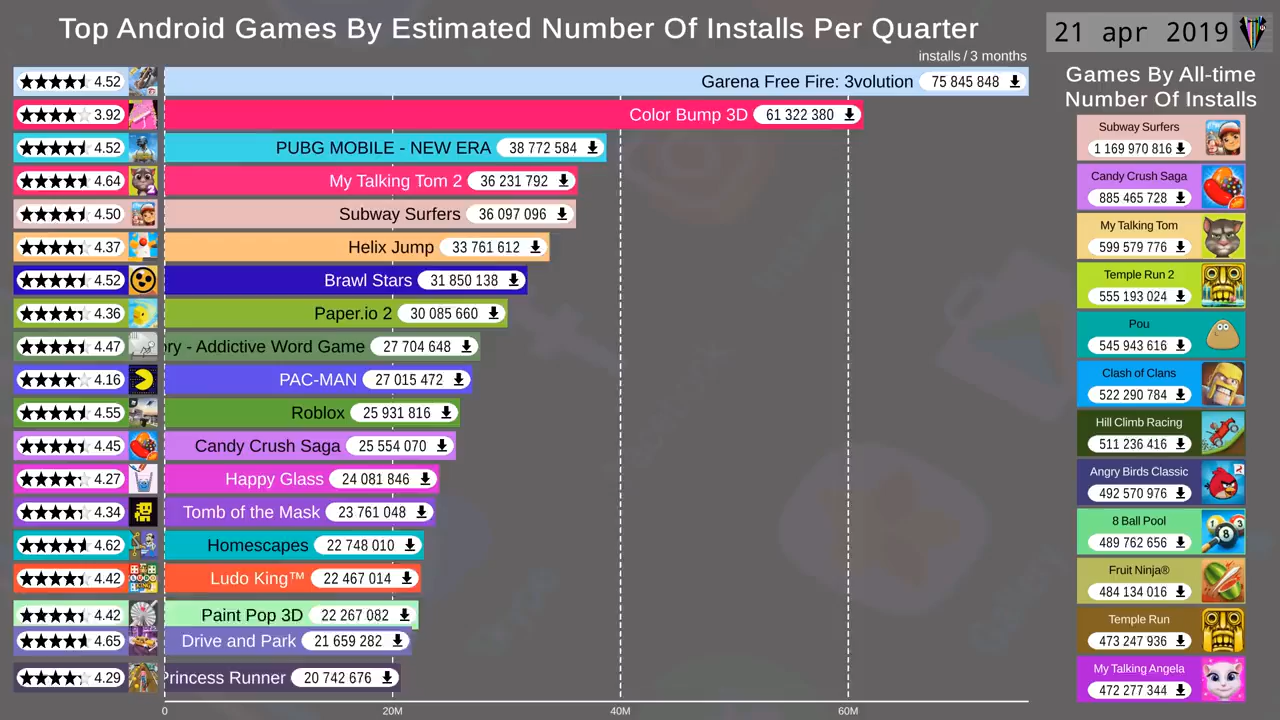 Top Android Games By Estimated Number Of Installs Per Quarter
21 apr 2019
installs / 3 months
4.52 Garena Free Fire: 3volution 75 845 848
3.92 Color Bump 3D 61 322 380
4.52 PUBG MOBILE - NEW ERA 38 772 584
4.64 My Talking Tom 2 36 231 792
4.50 Subway Surfers 36 097 096
4.37 Helix Jump 33 761 612
4.52 Brawl Stars 31 850 138
4.36 Paper.io 2 30 085 660
4.47 ory - Addictive Word Game 27 704 648
4.16 PAC-MAN 27 015 472
4.55 Roblox 25 931 816
4.45 Candy Crush Saga 25 554 070
4.27 Happy Glass 24 081 846
4.34 Tomb of the Mask 23 761 048
4.62 Homescapes 22 748 010
4.42 Ludo King™ 22 467 014
4.42 Paint Pop 3D 22 267 082
4.65 Drive and Park 21 659 282
4.29 Princess Runner 20 742 676
0 20M 40M 60M
Games By All-time
Number Of Installs
Subway Surfers
1 169 970 816
Candy Crush Saga
885 465 728
My Talking Tom
599 579 776
Temple Run 2
555 193 024
Pou
545 943 616
Clash of Clans
522 290 784
Hill Climb Racing
511 236 416
Angry Birds Classic
492 570 976
8 Ball Pool
489 762 656
Fruit Ninja®
484 134 016
Temple Run
473 247 936
My Talking Angela
472 277 344